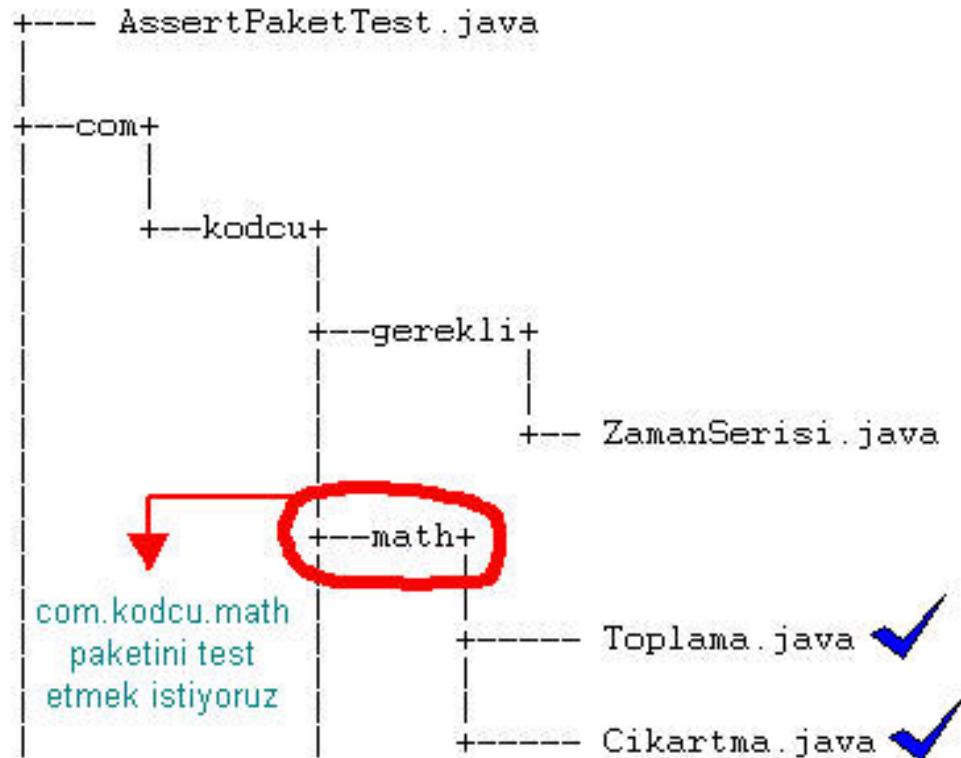 +--- AssertPaketTest.java
+--com+
+--kodcu+
+--gerekli+
+-- ZamanSerisi.java
+--math+
com.kodcu.math
paketini test
etmek istiyoruz
+----- Toplama.java
+----- Cikartma.java